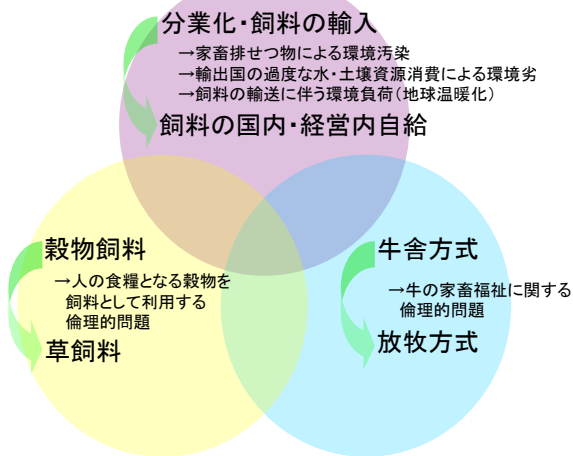 分業化・飼料の輸入
→家畜排せつ物による環境汚染
→輸出国の過度な水・土壌資源消費による環境劣
→飼料の輸送に伴う環境負荷(地球温暖化)
飼料の国内・経営内自給
穀物飼料
→人の食糧となる穀物を
飼料として利用する
倫理的問題
草飼料
牛舎方式
→牛の家畜福祉に関する
倫理的問題
放牧方式